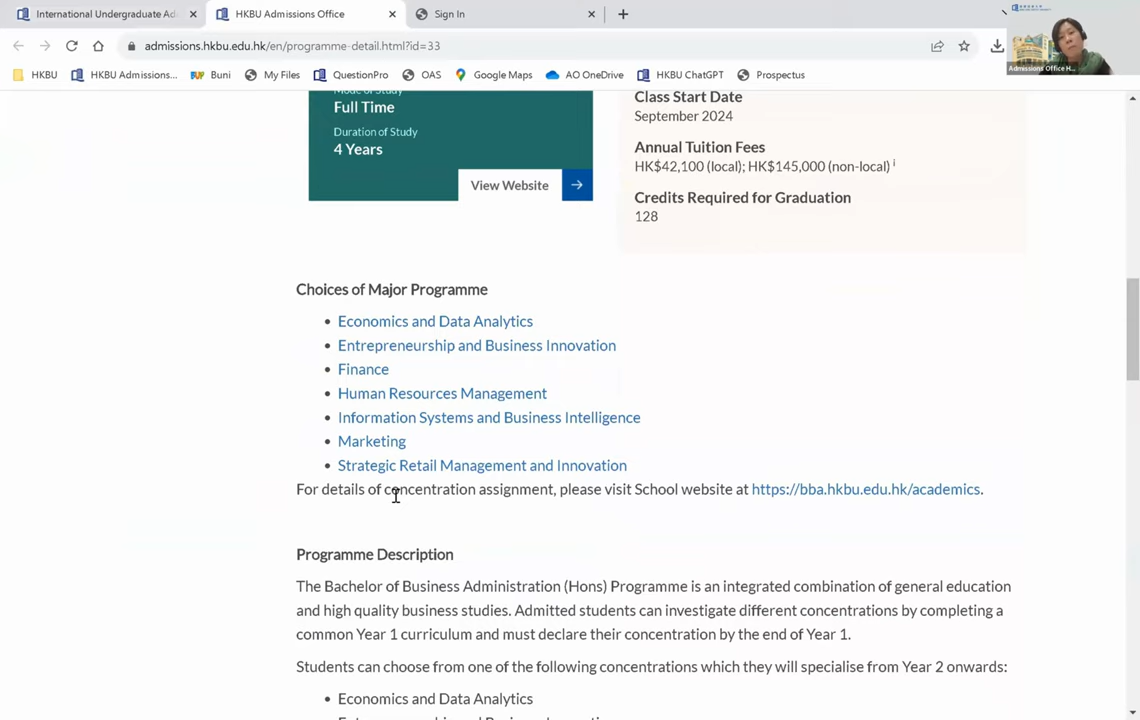 International Undergraduate Ad
HKBU Admissions Office
Sign In
admissions.hkbu.edu.hk/en/programme-detail.html?id=33
HKBU
HKBU Admissions...
Buni
My Files
QuestionPro
OAS
Google Maps
AO OneDrive
HKBU ChatGPT
Prospectus
Admissions Office H...
Mode of Study
Full Time
Duration of Study
4 Years
View Website
Class Start Date
September 2024
Annual Tuition Fees
HK$42,100 (local); HK$145,000 (non-local) i
Credits Required for Graduation
128
Choices of Major Programme
Economics and Data Analytics
Entrepreneurship and Business Innovation
Finance
Human Resources Management
Information Systems and Business Intelligence
Marketing
Strategic Retail Management and Innovation
For details of concentration assignment, please visit School website at https://bba.hkbu.edu.hk/academics.
Programme Description
The Bachelor of Business Administration (Hons) Programme is an integrated combination of general education
and high quality business studies. Admitted students can investigate different concentrations by completing a
common Year 1 curriculum and must declare their concentration by the end of Year 1.
Students can choose from one of the following concentrations which they will specialise from Year 2 onwards:
Economics and Data Analytics